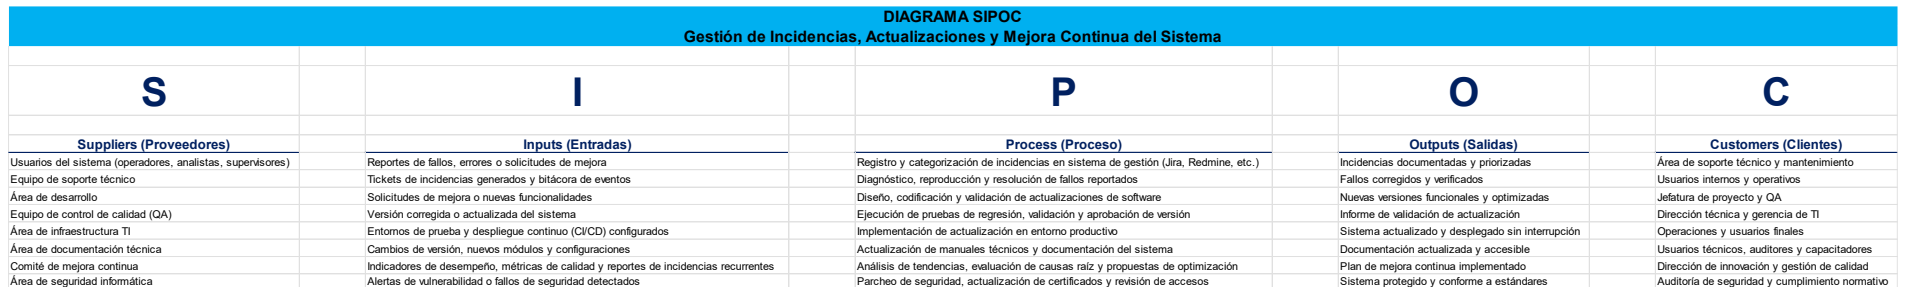 DIAGRAMA SIPOC
Gestión de Incidencias, Actualizaciones y Mejora Continua del Sistema
S I P O C
Suppliers (Proveedores) Inputs (Entradas) Process (Proceso) Outputs (Salidas) Customers (Clientes)
Usuarios del sistema (operadores, analistas, supervisores) Reportes de fallos, errores o solicitudes de mejora Registro y categorización de incidencias en sistema de gestión (Jira, Redmine, etc.) Incidencias documentadas y priorizadas Área de soporte técnico y mantenimiento
Equipo de soporte técnico Tickets de incidencias generados y bitácora de eventos Diagnóstico, reproducción y resolución de fallos reportados Fallos corregidos y verificados Usuarios internos y operativos
Área de desarrollo Solicitudes de mejora o nuevas funcionalidades Diseño, codificación y validación de actualizaciones de software Nuevas versiones funcionales y optimizadas Jefatura de proyecto y QA
Equipo de control de calidad (QA) Versión corregida o actualizada del sistema Ejecución de pruebas de regresión, validación y aprobación de versión Informe de validación de actualización Dirección técnica y gerencia de TI
Área de infraestructura TI Entornos de prueba y despliegue continuo (CI/CD) configurados Implementación de actualización en entorno productivo Sistema actualizado y desplegado sin interrupción Operaciones y usuarios finales
Área de documentación técnica Cambios de versión, nuevos módulos y configuraciones Actualización de manuales técnicos y documentación del sistema Documentación actualizada y accesible Usuarios técnicos, auditores y capacitadores
Comité de mejora continua Indicadores de desempeño, métricas de calidad y reportes de incidencias recurrentes Análisis de tendencias, evaluación de causas raíz y propuestas de optimización Plan de mejora continua implementado Dirección de innovación y gestión de calidad
Área de seguridad informática Alertas de vulnerabilidad o fallos de seguridad detectados Parcheo de seguridad, actualización de certificados y revisión de accesos Sistema protegido y conforme a estándares Auditoría de seguridad y cumplimiento normativo